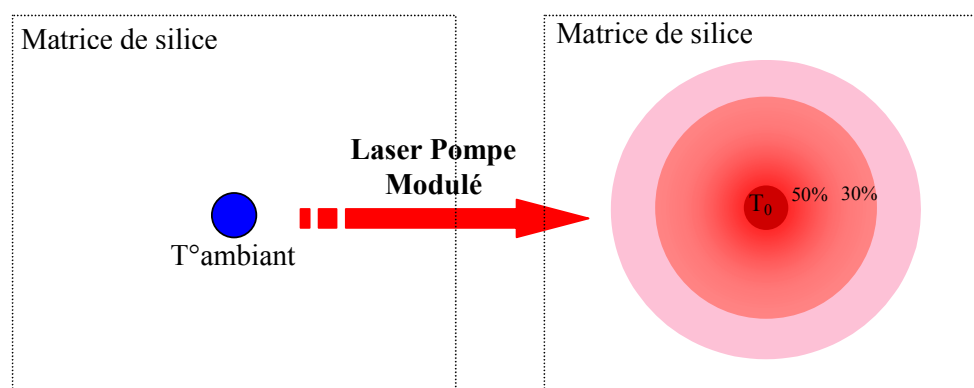 Matrice de silice
T°ambiant
Laser Pompe
Modulé
Matrice de silice
T₀ 50% 30%